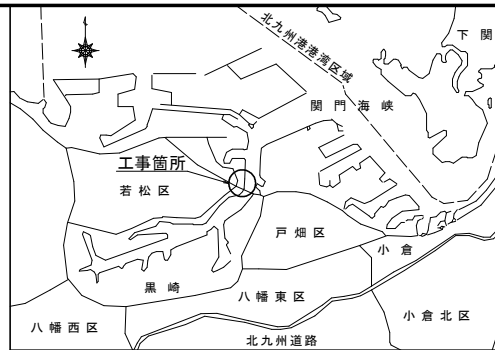 下関
北九州港港湾区域
関門海峡
工事箇所
若松区
戸畑区
小倉
黒崎
八幡東区
八幡西区
小倉北区
北九州道路